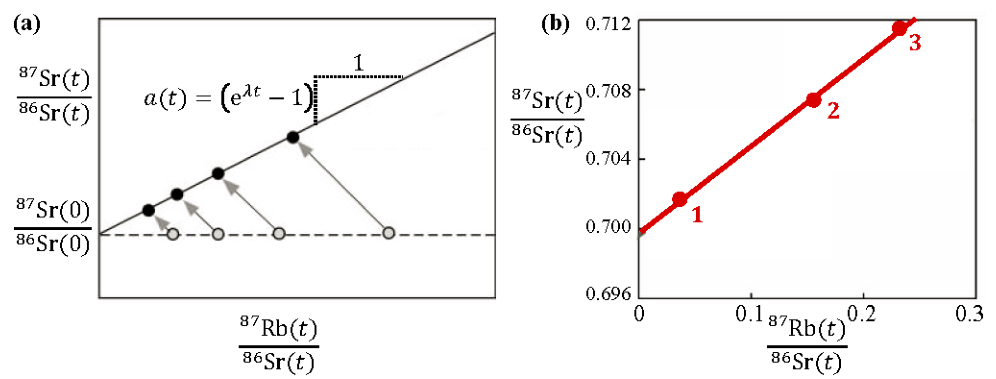 (a)
⁸⁷Sr(t)
⁸⁶Sr(t)
a(t) = (e^λt − 1)
1
⁸⁷Sr(0)
⁸⁶Sr(0)
⁸⁷Rb(t)
⁸⁶Sr(t)
(b)
⁸⁷Sr(t)
⁸⁶Sr(t)
0.712
0.708
0.704
0.700
0.696
3
2
1
0
0.1
0.2
0.3
⁸⁷Rb(t)
⁸⁶Sr(t)